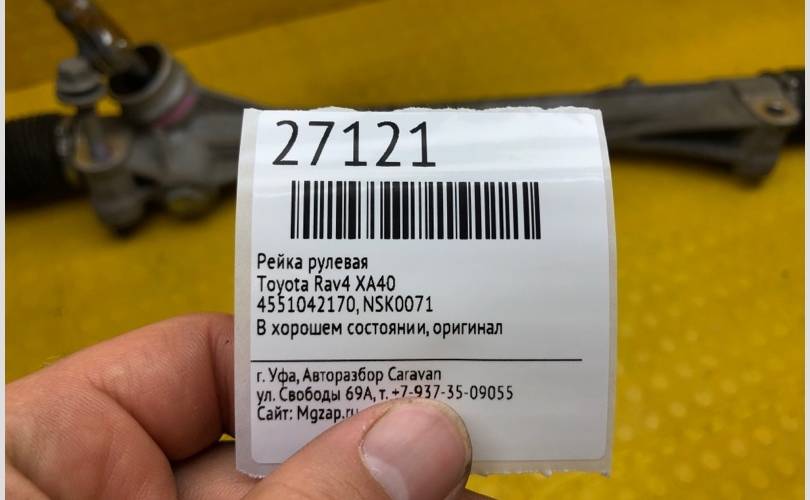 27121
Рейка рулевая
Toyota Rav4 XA40
4551042170, NSK0071
В хорошем состоянии, оригинал
г. Уфа, Авторазбор Caravan
ул. Свободы 69А, т. +7-937-35-09055
Сайт: Mgzap.ru